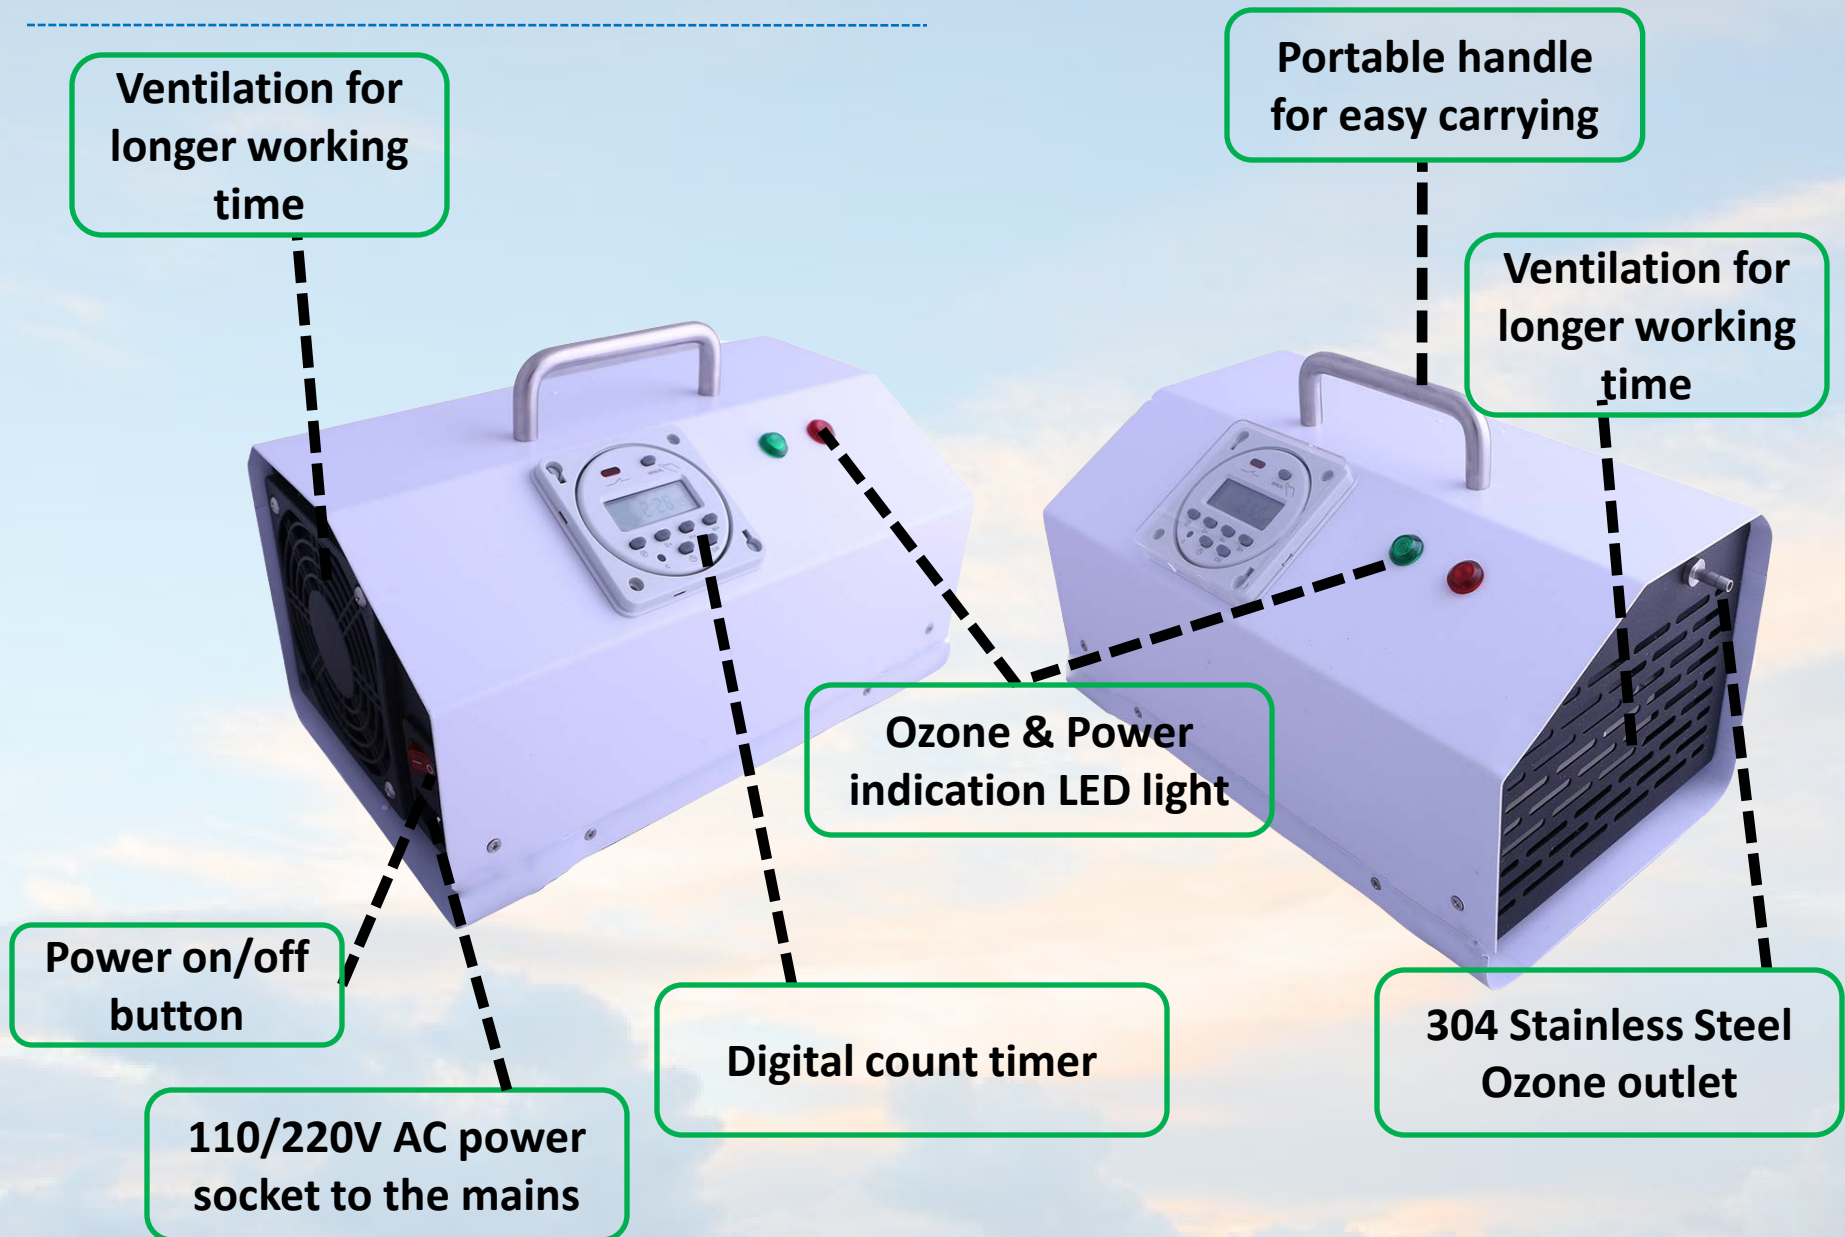 Ventilation for
longer working
time
Portable handle
for easy carrying
Ventilation for
longer working
time
Ozone & Power
indication LED light
Power on/off
button
Digital count timer
304 Stainless Steel
Ozone outlet
110/220V AC power
socket to the mains